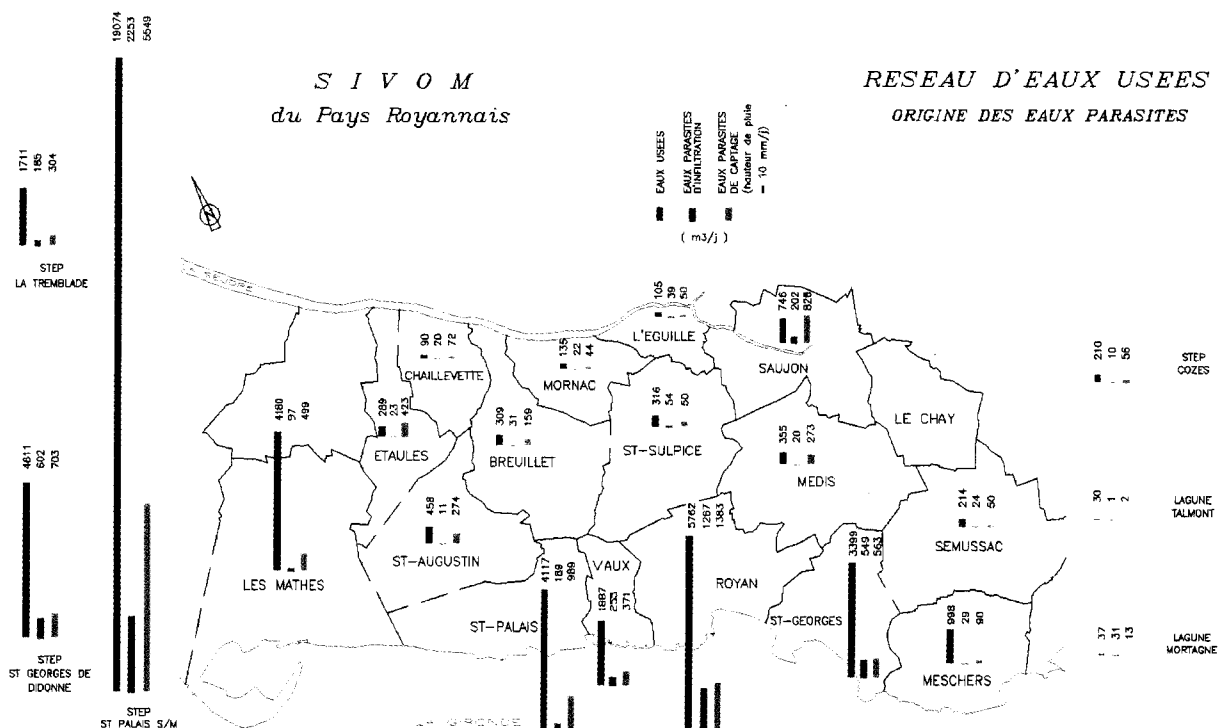 S I V O M
du Pays Royannais
RESEAU D'EAUX USEES
ORIGINE DES EAUX PARASITES
EAUX USEES
EAUX PARASITES
D'INFILTRATION
EAUX PARASITES
DE CAPTAGE
(hauteur de pluie
= 10 mm/j)
( m3/j )
19074
2253
5549
STEP
ST PALAIS S/M
1711
185
304
STEP
LA TREMBLADE
4611
602
703
STEP
ST GEORGES DE
DIDONNE
N
LA SEUDRE
105
39
50
L'EGUILLE
746
202
828
SAUJON
90
20
72
CHAILLEVETTE
135
22
44
MORNAC
210
10
56
STEP
COZES
LE CHAY
4180
97
499
LES MATHES
289
23
423
ETAULES
309
31
159
BREUILLET
316
54
50
ST-SULPICE
355
20
273
MEDIS
30
1
2
LAGUNE
TALMONT
458
11
274
ST-AUGUSTIN
214
24
50
SEMUSSAC
4117
189
989
ST-PALAIS
VAUX
1887
253
371
5762
1287
1383
ROYAN
3399
549
563
ST-GEORGES
998
29
90
MESCHERS
37
31
13
LAGUNE
MORTAGNE
LA GIRONDE